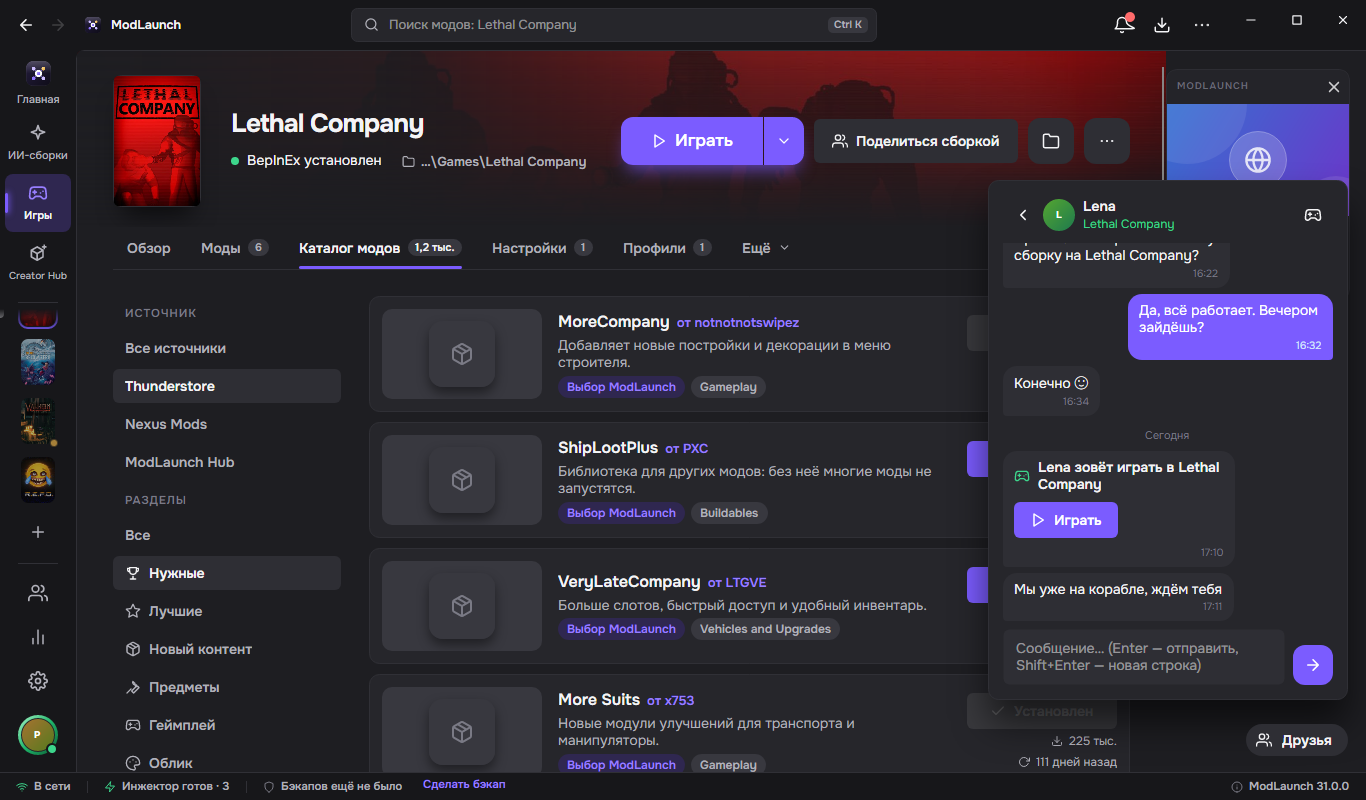 ModLaunch
Поиск модов: Lethal Company
Ctrl K
Главная
ИИ-сборки
Игры
Creator Hub
LETHAL
COMPANY
Lethal Company
BepInEx установлен
...\Games\Lethal Company
Играть
Поделиться сборкой
MODLAUNCH
Обзор
Моды 6
Каталог модов 1,2 тыс.
Настройки 1
Профили 1
Ещё
ИСТОЧНИК
Все источники
Thunderstore
Nexus Mods
ModLaunch Hub
РАЗДЕЛЫ
Все
Нужные
Лучшие
Новый контент
Предметы
Геймплей
Облик
MoreCompany от notnotnotswipez
Добавляет новые постройки и декорации в меню
строителя.
Выбор ModLaunch Gameplay
ShipLootPlus от PXC
Библиотека для других модов: без неё многие моды не
запустятся.
Выбор ModLaunch Buildables
VeryLateCompany от LTGVE
Больше слотов, быстрый доступ и удобный инвентарь.
Выбор ModLaunch Vehicles and Upgrades
More Suits от x753
Новые модули улучшений для транспорта и
манипуляторы.
Выбор ModLaunch Gameplay
Установлен
225 тыс.
111 дней назад
L
Lena
Lethal Company
сборку на Lethal Company?
16:22
Да, всё работает. Вечером
зайдёшь?
16:32
Конечно
16:34
Сегодня
Lena зовёт играть в Lethal
Company
Играть
17:10
Мы уже на корабле, ждём тебя
17:11
Сообщение... (Enter — отправить,
Shift+Enter — новая строка)
Друзья
P
В сети
Инжектор готов · 3
Бэкапов ещё не было
Сделать бэкап
ModLaunch 31.0.0